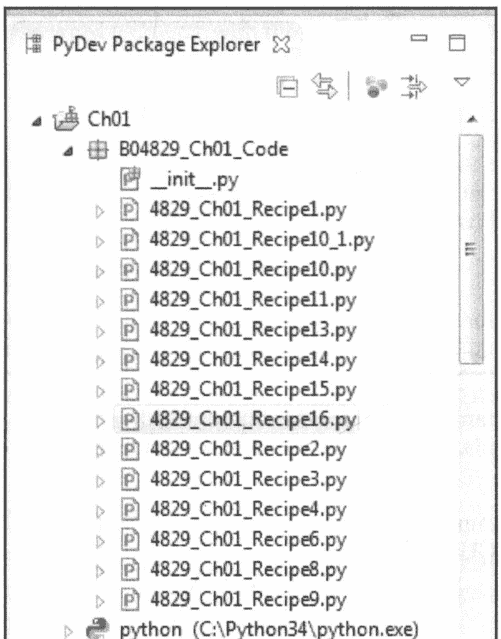 PyDev Package Explorer
Ch01
B04829_Ch01_Code
__init__.py
4829_Ch01_Recipe1.py
4829_Ch01_Recipe10_1.py
4829_Ch01_Recipe10.py
4829_Ch01_Recipe11.py
4829_Ch01_Recipe13.py
4829_Ch01_Recipe14.py
4829_Ch01_Recipe15.py
4829_Ch01_Recipe16.py
4829_Ch01_Recipe2.py
4829_Ch01_Recipe3.py
4829_Ch01_Recipe4.py
4829_Ch01_Recipe6.py
4829_Ch01_Recipe8.py
4829_Ch01_Recipe9.py
python (C:\Python34\python.exe)